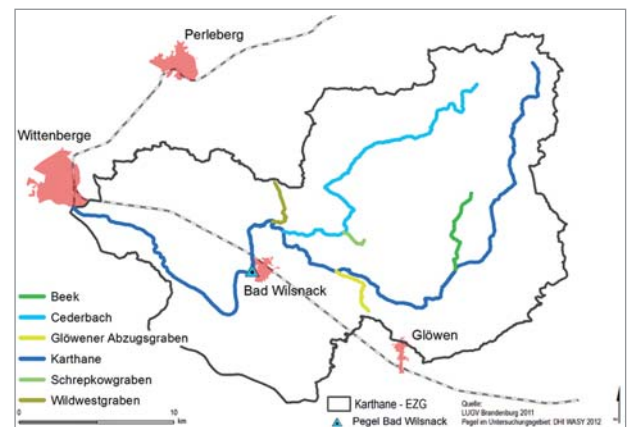 Perleberg
Wittenberge
Bad Wilsnack
Glöwen
Beek
Cederbach
Glöwener Abzugsgraben
Karthane
Schrepkowgraben
Wildwestgraben
0
10
km
Karthane - EZG
Pegel Bad Wilsnack
Quelle:
LUGV Brandenburg 2011
Pegel im Untersuchungsgebiet: DHI WASY 2012